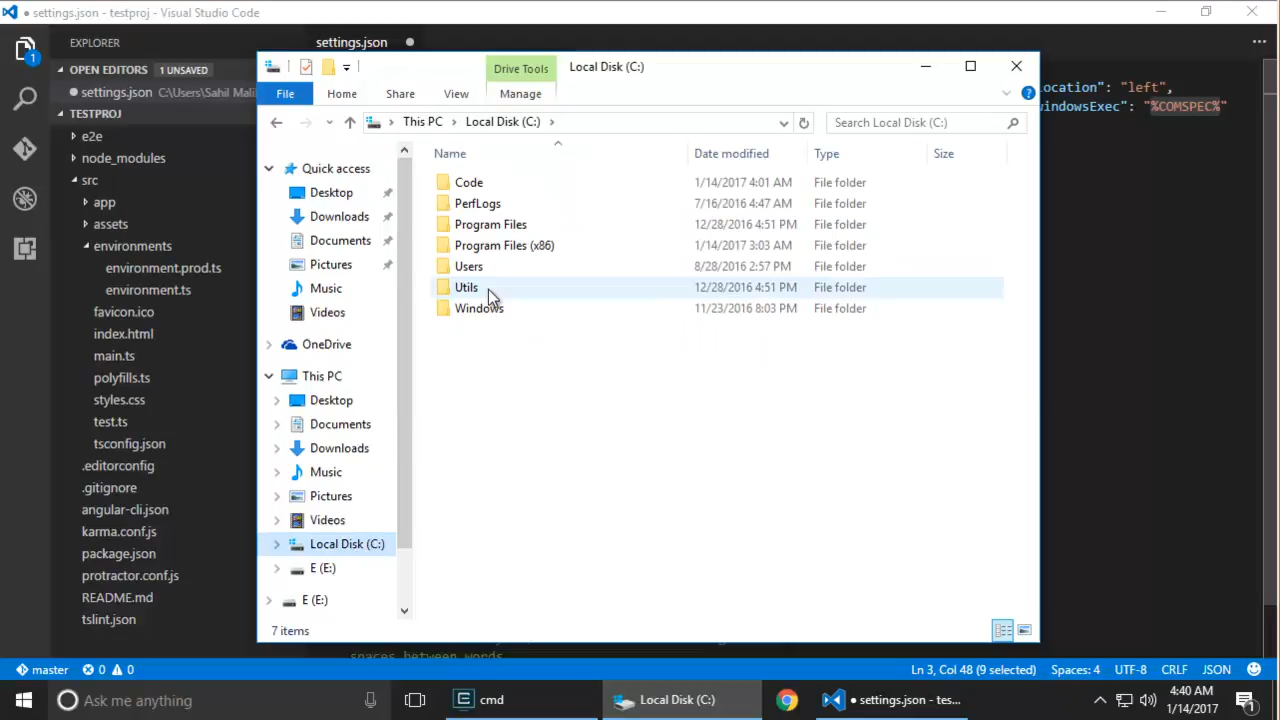 ● settings.json - testproj - Visual Studio Code
EXPLORER
OPEN EDITORS 1 UNSAVED
settings.json C:\Users\Sahil Mali
TESTPROJ
e2e
node_modules
src
app
assets
environments
environment.prod.ts
environment.ts
favicon.ico
index.html
main.ts
polyfills.ts
styles.css
test.ts
tsconfig.json
.editorconfig
.gitignore
angular-cli.json
karma.conf.js
package.json
protractor.conf.js
README.md
tslint.json
1
settings.json ●
ocation": "left",
windowsExec": "%COMSPEC%"
spaces between words
Drive Tools
Local Disk (C:)
File Home Share View Manage
This PC > Local Disk (C:) >
Search Local Disk (C:)
Quick access
Desktop
Downloads
Documents
Pictures
Music
Videos
OneDrive
This PC
Desktop
Documents
Downloads
Music
Pictures
Videos
Local Disk (C:)
E (E:)
E (E:)
Name Date modified Type Size
Code 1/14/2017 4:01 AM File folder
PerfLogs 7/16/2016 4:47 AM File folder
Program Files 12/28/2016 4:51 PM File folder
Program Files (x86) 1/14/2017 3:03 AM File folder
Users 8/28/2016 2:57 PM File folder
Utils 12/28/2016 4:51 PM File folder
Windows 11/23/2016 8:03 PM File folder
7 items
master 0 0 Ln 3, Col 48 (9 selected) Spaces: 4 UTF-8 CRLF JSON
Ask me anything
cmd
Local Disk (C:)
● settings.json - tes...
4:40 AM
1/14/2017
1